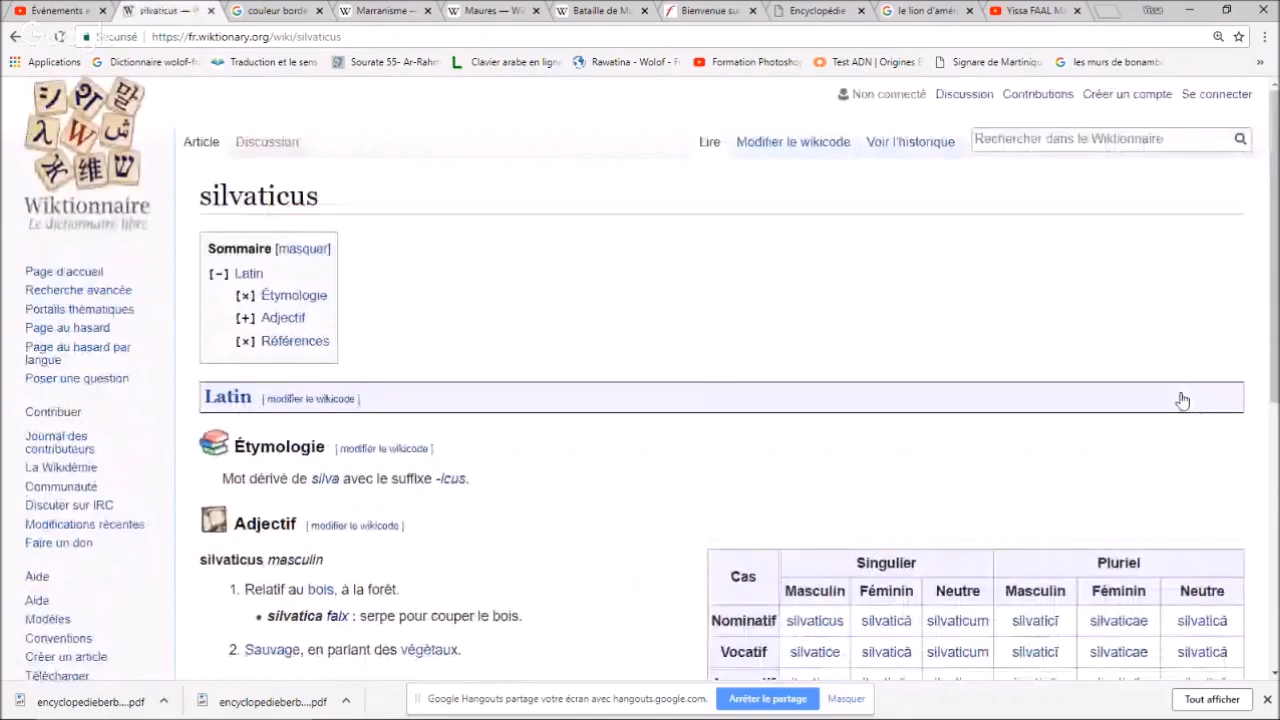 Événements e
silvaticus —
couleur borde
Marranisme —
Maures — Wi
Bataille de Mu
Bienvenue sur
Encyclopédie
le lion d'amér
Yissa FAAL Ma
Yissa
Sécurisé https://fr.wiktionary.org/wiki/silvaticus
Applications
Dictionnaire wolof-fr
Traduction et le sens
Sourate 55- Ar-Rahm
Clavier arabe en ligne
Rawatina - Wolof - Fr
Formation Photoshop
Test ADN | Origines E
Signare de Martiniqu
les murs de bonamb
»
Non connecté Discussion Contributions Créer un compte Se connecter
Article Discussion
Lire Modifier le wikicode Voir l'historique
Rechercher dans le Wiktionnaire
Wiktionnaire
Le dictionnaire libre
Page d'accueil
Recherche avancée
Portails thématiques
Page au hasard
Page au hasard par
langue
Poser une question
Contribuer
Journal des
contributeurs
La Wikidémie
Communauté
Discuter sur IRC
Modifications récentes
Faire un don
Aide
Aide
Modèles
Conventions
Créer un article
Télécharger
silvaticus
Sommaire [masquer]
[−] Latin
[×] Étymologie
[+] Adjectif
[×] Références
Latin [ modifier le wikicode ]
Étymologie [ modifier le wikicode ]
Mot dérivé de silva avec le suffixe -icus.
Adjectif [ modifier le wikicode ]
silvaticus masculin
1. Relatif au bois, à la forêt.
• silvatica falx : serpe pour couper le bois.
2. Sauvage, en parlant des végétaux.
Cas Singulier Pluriel
Masculin Féminin Neutre Masculin Féminin Neutre
Nominatif silvaticus silvatică silvaticum silvaticī silvaticae silvatică
Vocatif silvatice silvatică silvaticum silvaticī silvaticae silvatică
encyclopedieberb....pdf
encyclopedieberb....pdf
Google Hangouts partage votre écran avec hangouts.google.com.
Arrêter le partage
Masquer
Tout afficher